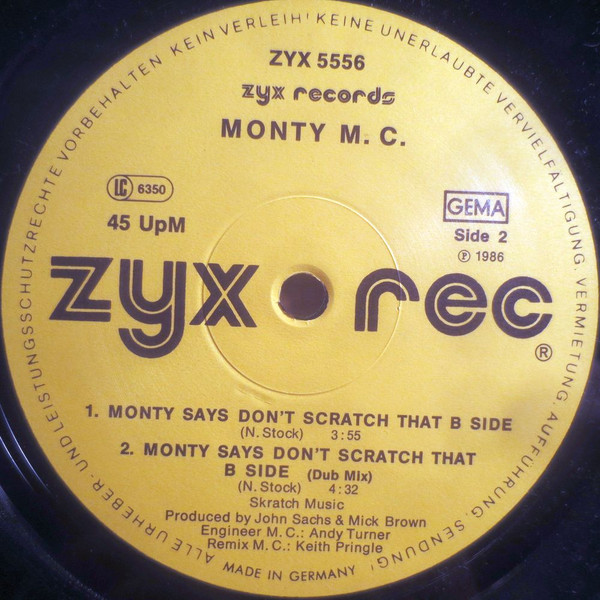 ALLE URHEBER- UND LEISTUNGSSCHUTZRECHTE VORBEHALTEN KEIN VERLEIH! KEINE UNERLAUBTE VERVIELFÄLTIGUNG, VERMIETUNG, AUFFÜHRUNG, SENDUNG!
ZYX 5556
zyx records
MONTY M. C.
LC 6350
GEMA
45 UpM
Side 2
Ⓟ 1986
zyx rec
®
1. MONTY SAYS DON'T SCRATCH THAT B SIDE
(N. Stock) 3:55
2. MONTY SAYS DON'T SCRATCH THAT
B SIDE (Dub Mix)
(N. Stock) 4:32
Skratch Music
Produced by John Sachs & Mick Brown
Engineer M. C.: Andy Turner
Remix M. C.: Keith Pringle
MADE IN GERMANY